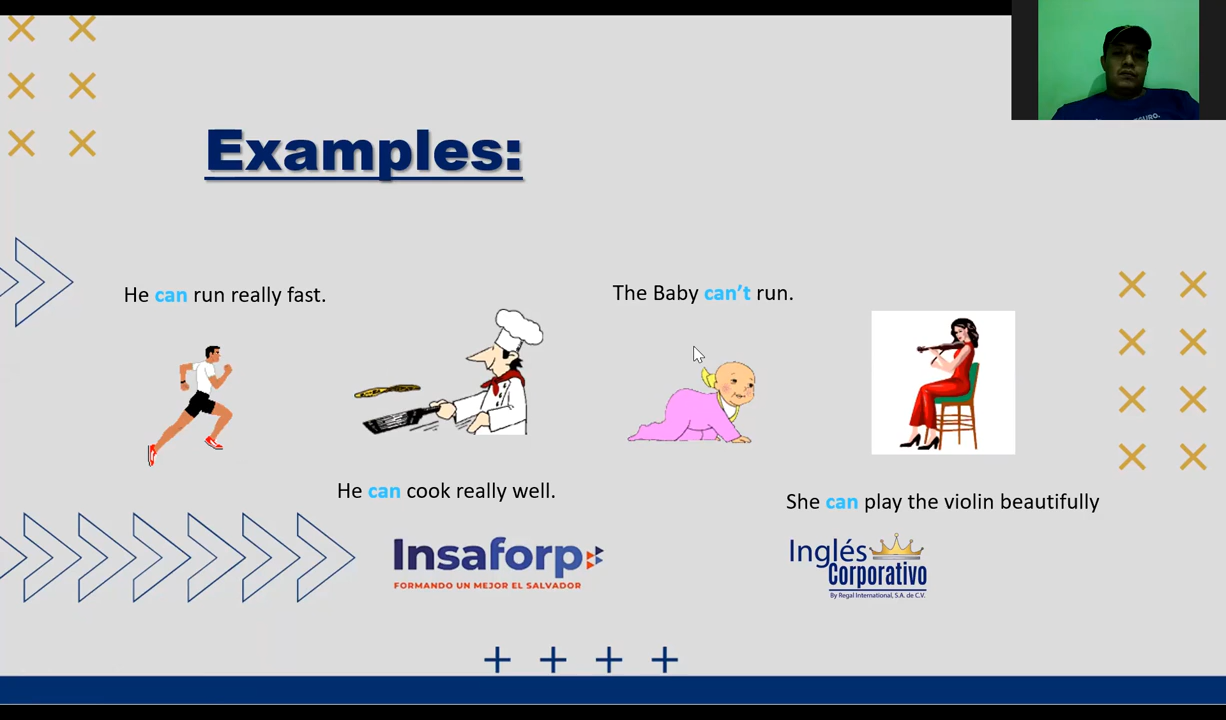 Examples:
He can run really fast.
The Baby can't run.
He can cook really well.
She can play the violin beautifully
Insaforp
FORMANDO UN MEJOR EL SALVADOR
Inglés
Corporativo
By Regal International, S.A. de C.V.